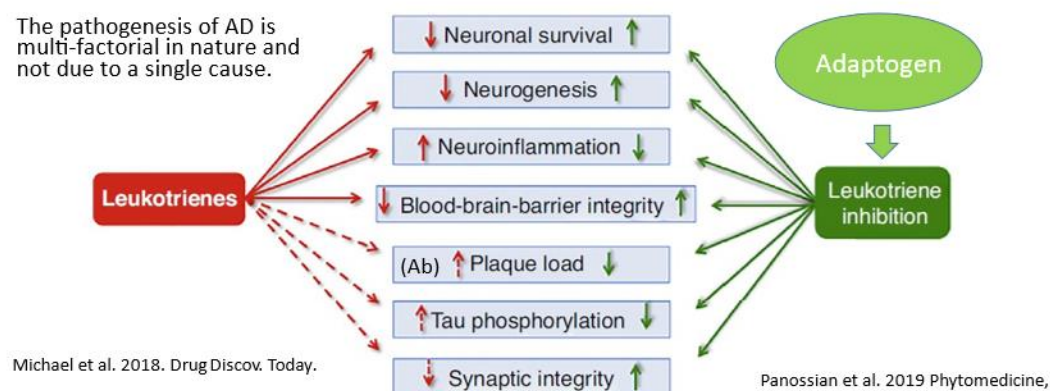 The pathogenesis of AD is
multi-factorial in nature and
not due to a single cause.
Neuronal survival
Adaptogen
Neurogenesis
Neuroinflammation
Leukotrienes
Blood-brain-barrier integrity
Leukotriene
inhibition
(Ab) Plaque load
Tau phosphorylation
Synaptic integrity
Michael et al. 2018. Drug Discov. Today.
Panossian et al. 2019 Phytomedicine,